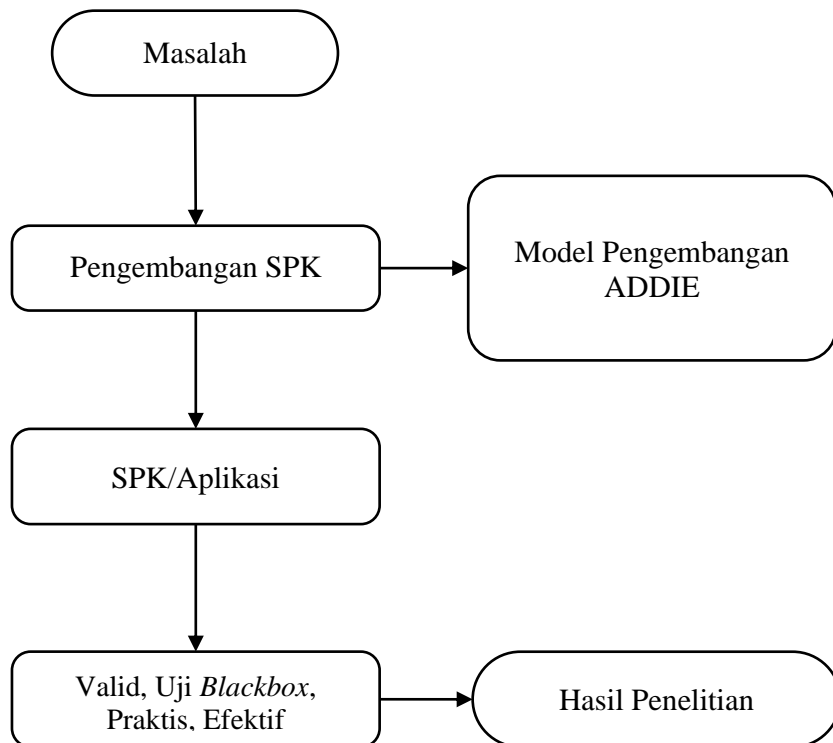 Masalah
Pengembangan SPK
Model Pengembangan
ADDIE
SPK/Aplikasi
Valid, Uji Blackbox,
Praktis, Efektif
Hasil Penelitian